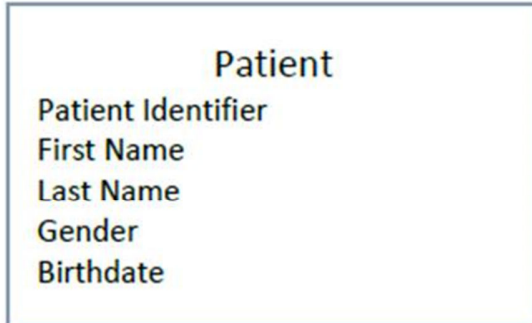 Patient
Patient Identifier
First Name
Last Name
Gender
Birthdate